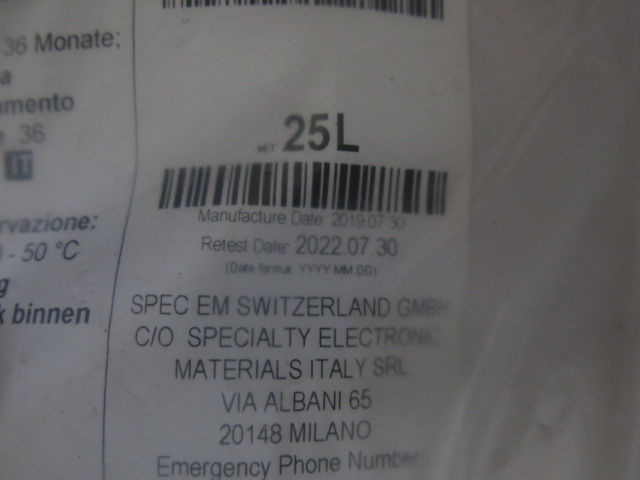 36 Monate;
a
amento
e 36
IT
rvazione:
- 50 °C
g
k binnen
NET 25L
Manufacture Date 2019.07.30
Retest Date: 2022.07.30
(Date format YYYY.MM.DD)
SPEC EM SWITZERLAND GMBH
C/O SPECIALTY ELECTRONIC
MATERIALS ITALY SRL
VIA ALBANI 65
20148 MILANO
Emergency Phone Number